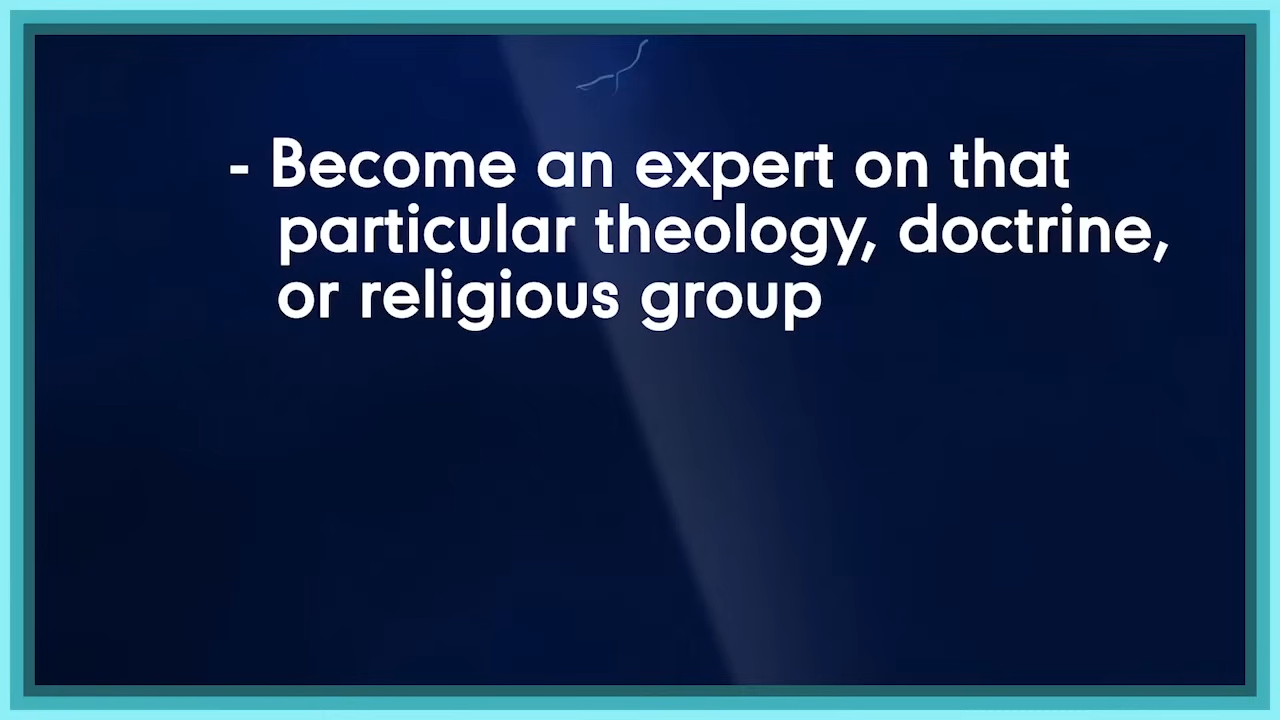 - Become an expert on that
particular theology, doctrine,
or religious group